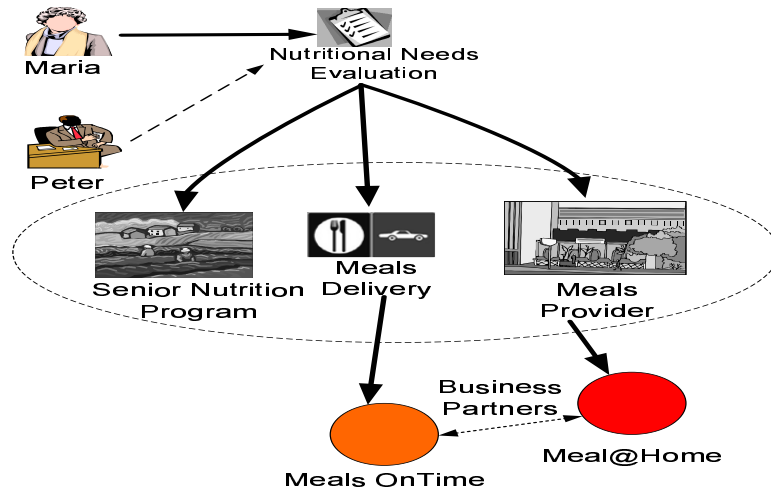 Maria
Nutritional Needs
Evaluation
Peter
Senior Nutrition
Program
Meals
Delivery
Meals
Provider
Business
Partners
Meals OnTime
Meal@Home